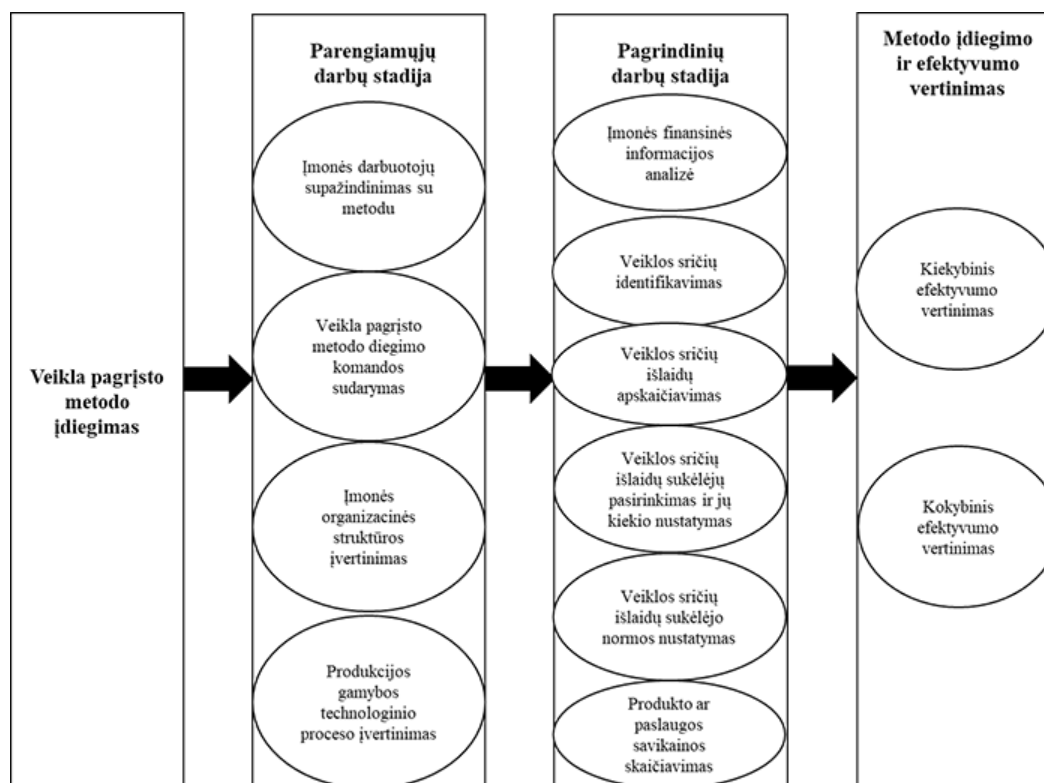 Veikla pagrįsto
metodo
įdiegimas
Parengiamųjų
darbų stadija
Įmonės darbuotojų
supažindinimas su
metodu
Veikla pagrįsto
metodo diegimo
komandos
sudarymas
Įmonės
organizacinės
struktūros
įvertinimas
Produkcijos
gamybos
technologinio
proceso įvertinimas
Pagrindinių
darbų stadija
Įmonės finansinės
informacijos
analizė
Veiklos sričių
identifikavimas
Veiklos sričių
išlaidų
apskaičiavimas
Veiklos sričių
išlaidų sukėlėjų
pasirinkimas ir jų
kiekio nustatymas
Veiklos sričių
išlaidų sukėlėjo
normos nustatymas
Produkto ar
paslaugos
savikainos
skaičiavimas
Metodo įdiegimo
ir efektyvumo
vertinimas
Kiekybinis
efektyvumo
vertinimas
Kokybinis
efektyvumo
vertinimas